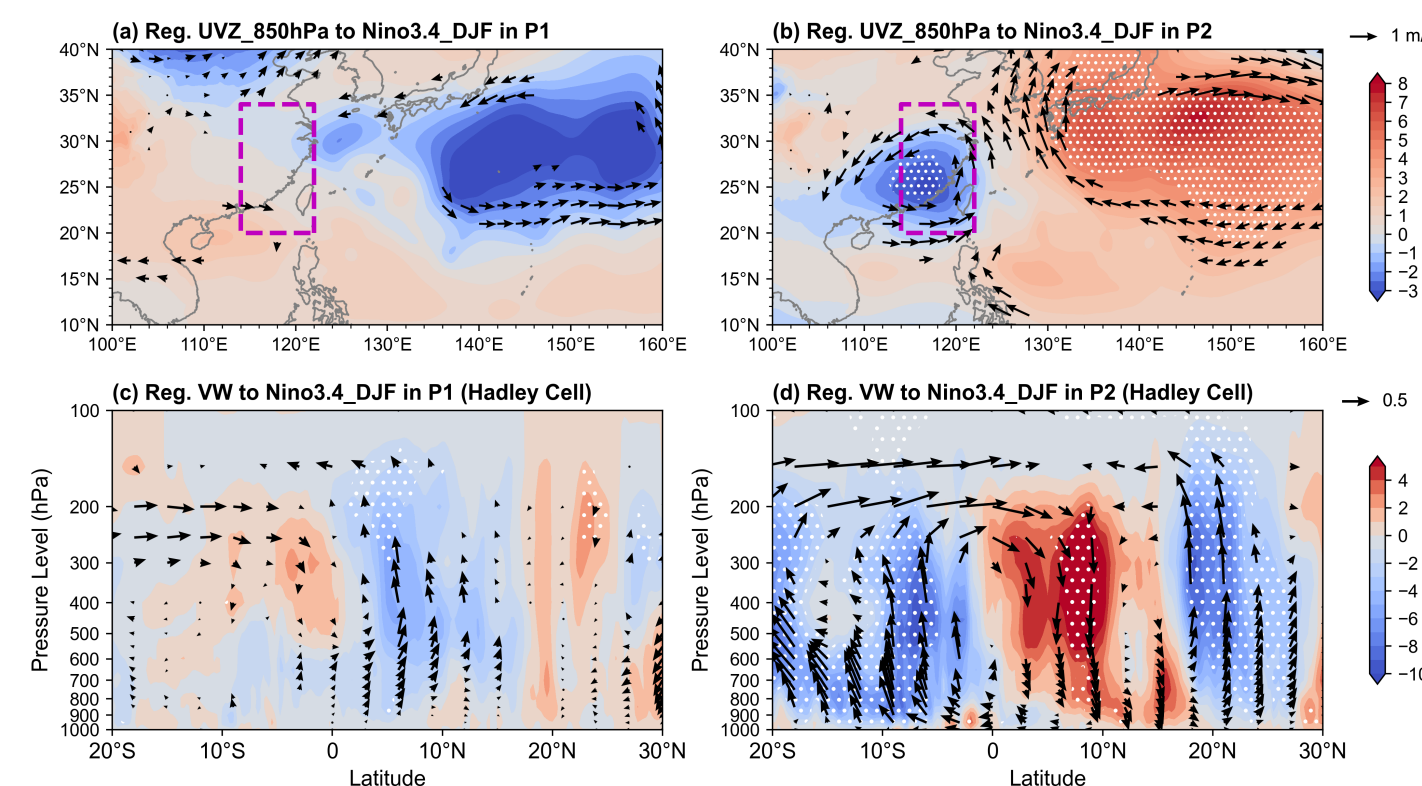 (a) Reg. UVZ_850hPa to Nino3.4_DJF in P1
(b) Reg. UVZ_850hPa to Nino3.4_DJF in P2
1 m/
40°N
35°N
30°N
25°N
20°N
15°N
10°N
100°E 110°E 120°E 130°E 140°E 150°E 160°E
40°N
35°N
30°N
25°N
20°N
15°N
10°N
100°E 110°E 120°E 130°E 140°E 150°E 160°E
8
7
6
5
4
3
2
1
0
−1
−2
−3
(c) Reg. VW to Nino3.4_DJF in P1 (Hadley Cell)
(d) Reg. VW to Nino3.4_DJF in P2 (Hadley Cell)
0.5
Pressure Level (hPa)
100
200
300
400
500
600
700
800
900
1000
20°S 10°S 0 10°N 20°N 30°N
Latitude
Pressure Level (hPa)
100
200
300
400
500
600
700
800
900
1000
20°S 10°S 0 10°N 20°N 30°N
Latitude
4
2
0
−2
−4
−6
−8
−10